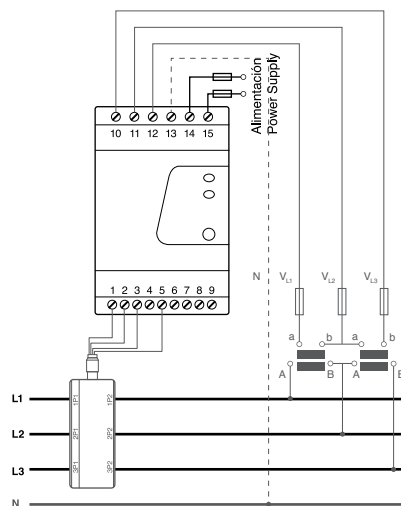 Alimentación
Power Supply
10 11 12 13 14 15
1 2 3 4 5 6 7 8 9
N VL1 VL2 VL3
a b a b
A B A B
L1 1P1 1P2
L2 2P1 2P2
L3 3P1 3P2
N